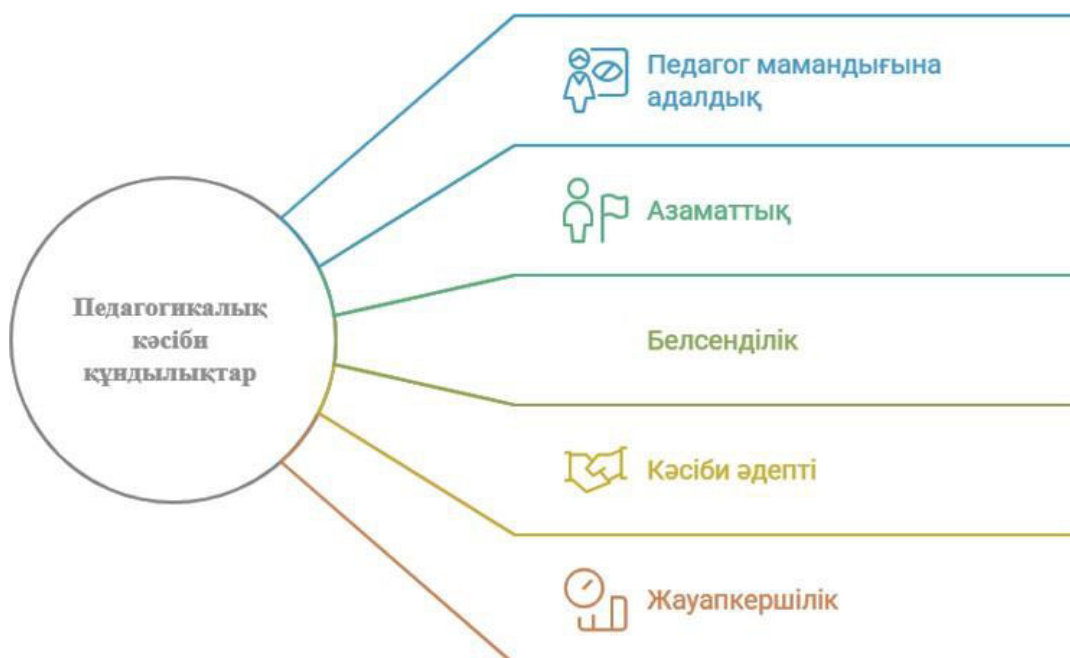 Педагогикалық
кәсіби
құндылықтар
Педагог мамандығына
адалдық
Азаматтық
Белсенділік
Кәсіби әдепті
Жауапкершілік